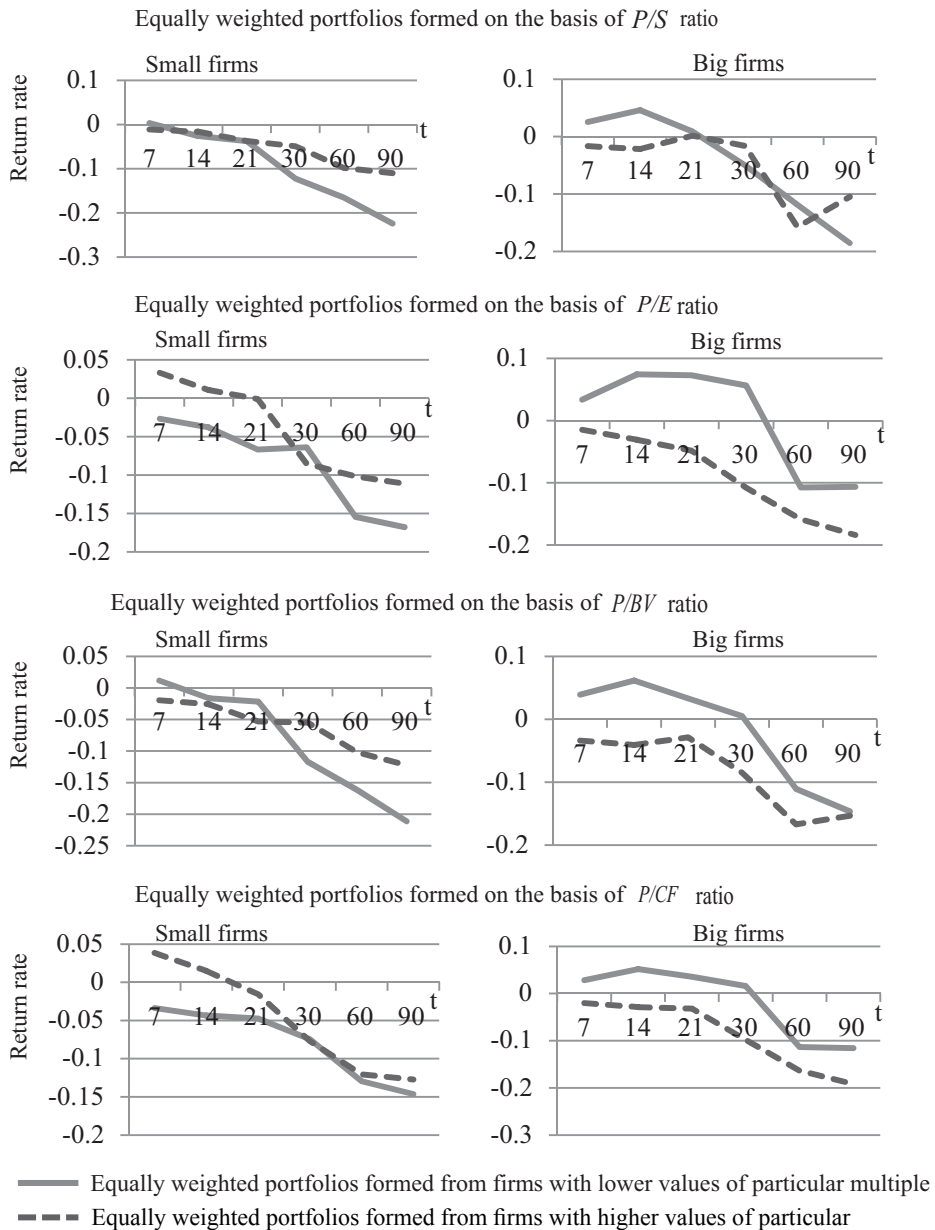 Equally weighted portfolios formed on the basis of P/S ratio
Small firms
Big firms
Return rate
0.1
0
-0.1
-0.2
-0.3
7 14 21 30 60 90
t
0.1
0
-0.1
-0.2
7 14 21 30 60 90
t
Equally weighted portfolios formed on the basis of P/E ratio
Small firms
Big firms
Return rate
0.05
0
-0.05
-0.1
-0.15
-0.2
7 14 21 30 60 90
t
0.1
0
-0.1
-0.2
7 14 21 30 60 90
t
Equally weighted portfolios formed on the basis of P/BV ratio
Small firms
Big firms
Return rate
0.05
0
-0.05
-0.1
-0.15
-0.2
-0.25
7 14 21 30 60 90
t
0.1
0
-0.1
-0.2
7 14 21 30 60 90
t
Equally weighted portfolios formed on the basis of P/CF ratio
Small firms
Big firms
Return rate
0.05
0
-0.05
-0.1
-0.15
-0.2
7 14 21 30 60 90
t
0.1
0
-0.1
-0.2
-0.3
7 14 21 30 60 90
t
Equally weighted portfolios formed from firms with lower values of particular multiple
Equally weighted portfolios formed from firms with higher values of particular